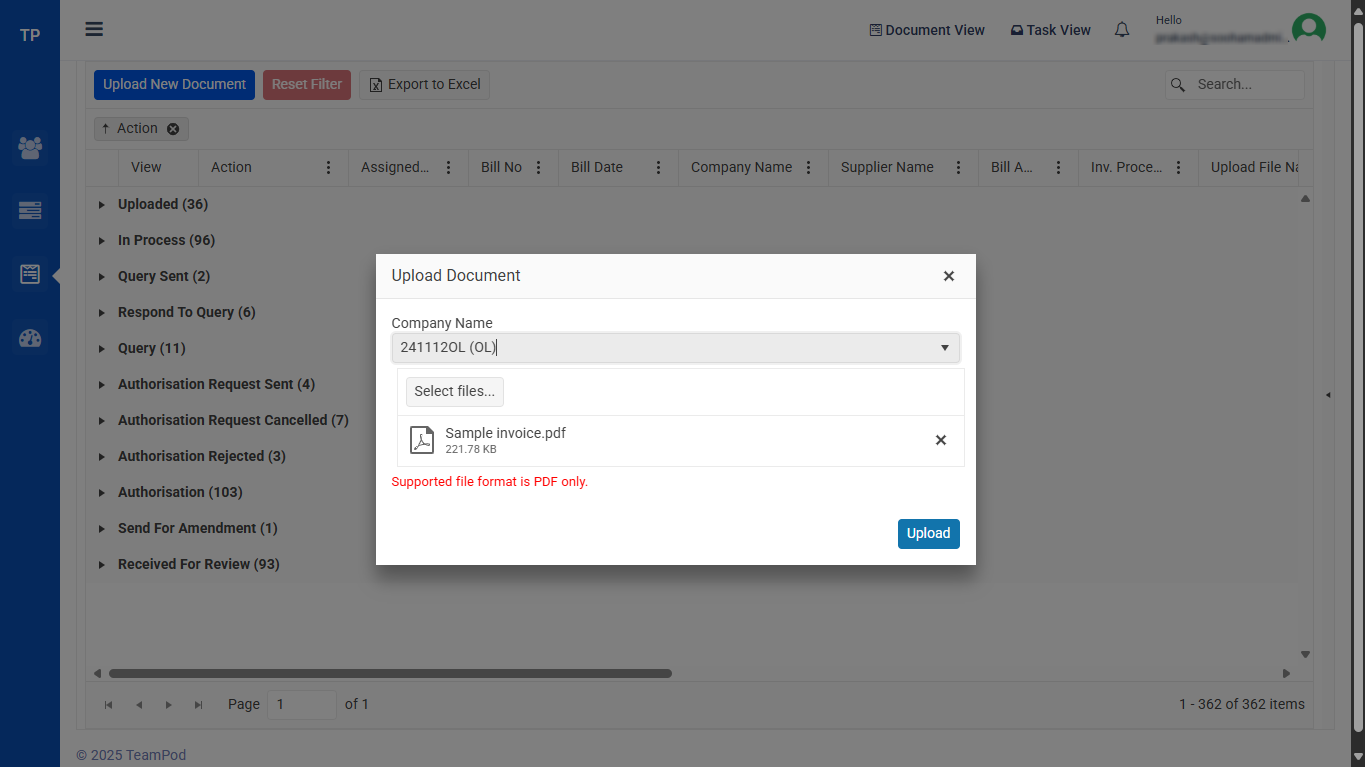 TP
Document View Task View Hello
Upload New Document Reset Filter Export to Excel Search...
↑ Action
View Action Assigned... Bill No Bill Date Company Name Supplier Name Bill A... Inv. Proce... Upload File Na
Uploaded (36)
In Process (96)
Query Sent (2)
Respond To Query (6)
Query (11)
Authorisation Request Sent (4)
Authorisation Request Cancelled (7)
Authorisation Rejected (3)
Authorisation (103)
Send For Amendment (1)
Received For Review (93)
Upload Document
Company Name
241112OL (OL)
Select files...
Sample invoice.pdf
221.78 KB
Supported file format is PDF only.
Upload
Page 1 of 1 1 - 362 of 362 items
© 2025 TeamPod